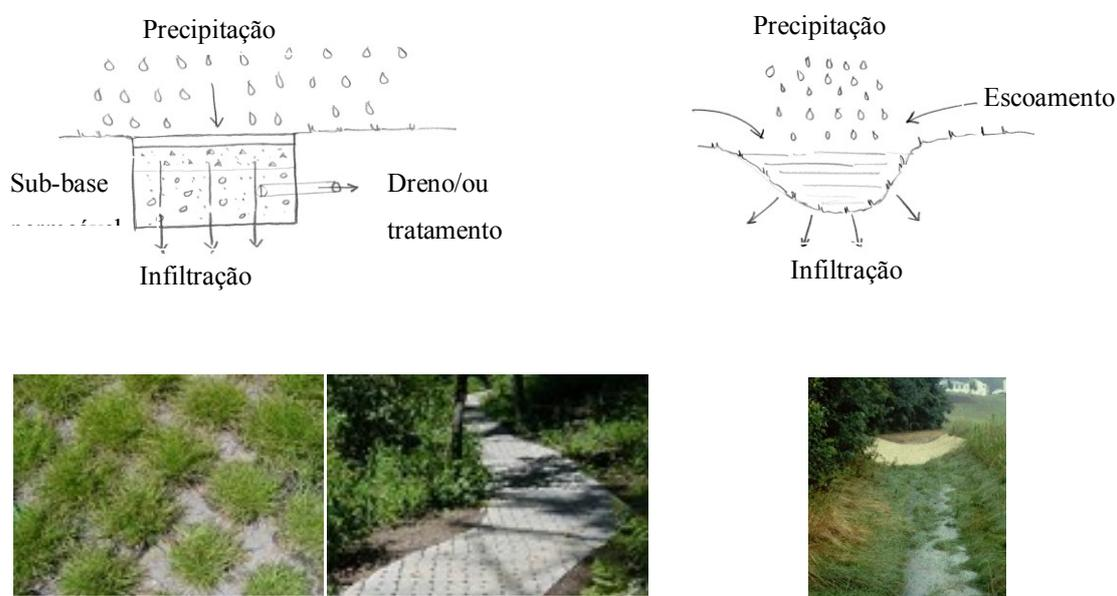 Precipitação
Sub-base
Dreno/ou
tratamento
Infiltração
Precipitação
Escoamento
Infiltração